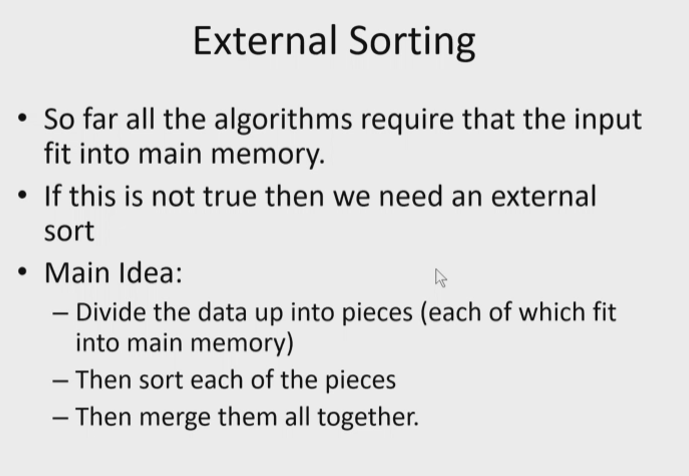 External Sorting
• So far all the algorithms require that the input
fit into main memory.
• If this is not true then we need an external
sort
• Main Idea:
– Divide the data up into pieces (each of which fit
into main memory)
– Then sort each of the pieces
– Then merge them all together.